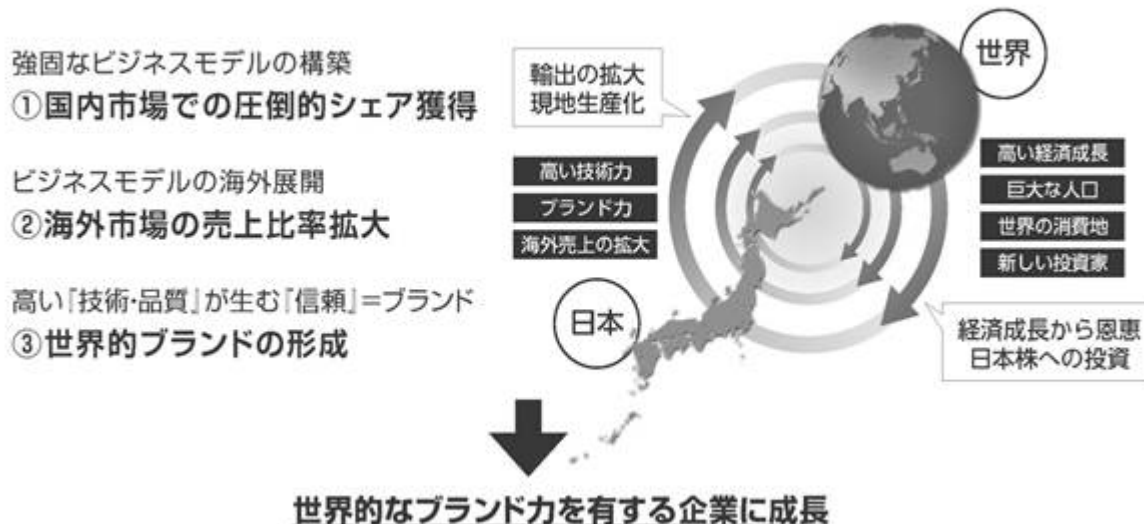 強固なビジネスモデルの構築
①国内市場での圧倒的シェア獲得
ビジネスモデルの海外展開
②海外市場の売上比率拡大
高い『技術・品質』が生む『信頼』＝ブランド
③世界的ブランドの形成
輸出の拡大
現地生産化
世界
高い技術力
ブランド力
海外売上の拡大
高い経済成長
巨大な人口
世界の消費地
新しい投資家
日本
経済成長から恩恵
日本株への投資
世界的なブランド力を有する企業に成長